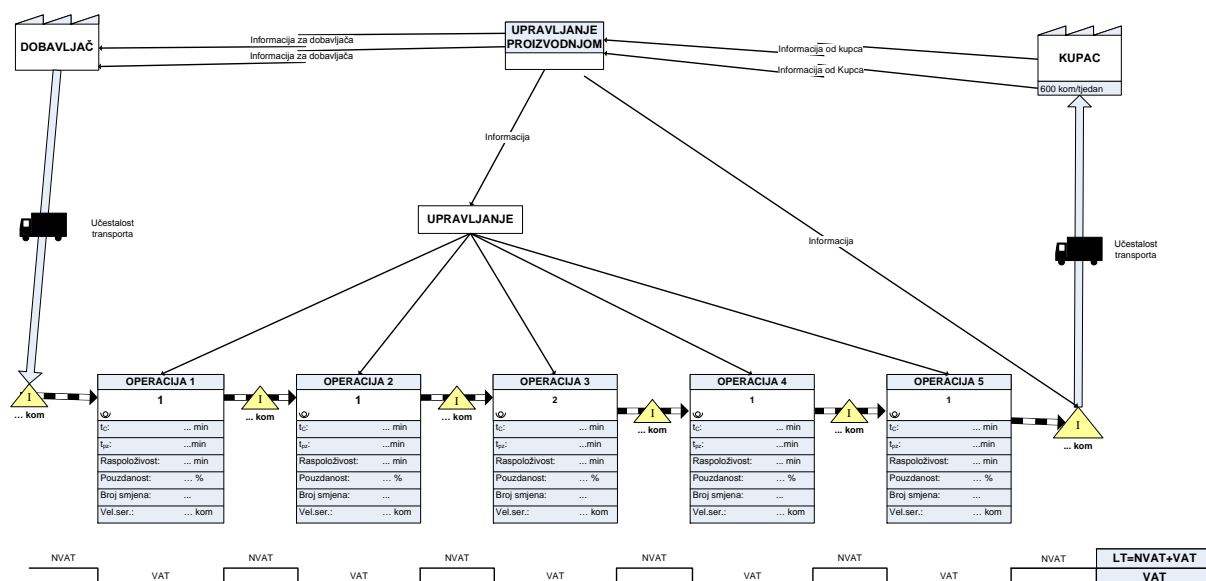 DOBAVLJAČ
Informacija za dobavljača
Informacija za dobavljača
UPRAVLJANJE
PROIZVODNJOM
Informacija od kupca
Informacija od Kupca
KUPAC
600 kom/tjedan
Informacija
UPRAVLJANJE
Učestalost
transporta
Informacija
Učestalost
transporta
I
... kom
OPERACIJA 1
1
tC: ... min
tpz: ...min
Raspoloživost: ... min
Pouzdanost: ... %
Broj smjena: ...
Vel.ser.: ... kom
I
... kom
OPERACIJA 2
1
tC: ... min
tpz: ...min
Raspoloživost: ... min
Pouzdanost: ... %
Broj smjena: ...
Vel.ser.: ... kom
I
... kom
OPERACIJA 3
2
tC: ... min
tpz: ...min
Raspoloživost: ... min
Pouzdanost: ... %
Broj smjena: ...
Vel.ser.: ... kom
I
... kom
OPERACIJA 4
1
tC: ... min
tpz: ...min
Raspoloživost: ... min
Pouzdanost: ... %
Broj smjena: ...
Vel.ser.: ... kom
I
... kom
OPERACIJA 5
1
tC: ... min
tpz: ...min
Raspoloživost: ... min
Pouzdanost: ... %
Broj smjena: ...
Vel.ser.: ... kom
I
... kom
NVAT NVAT NVAT NVAT NVAT NVAT LT=NVAT+VAT
VAT VAT VAT VAT VAT VAT